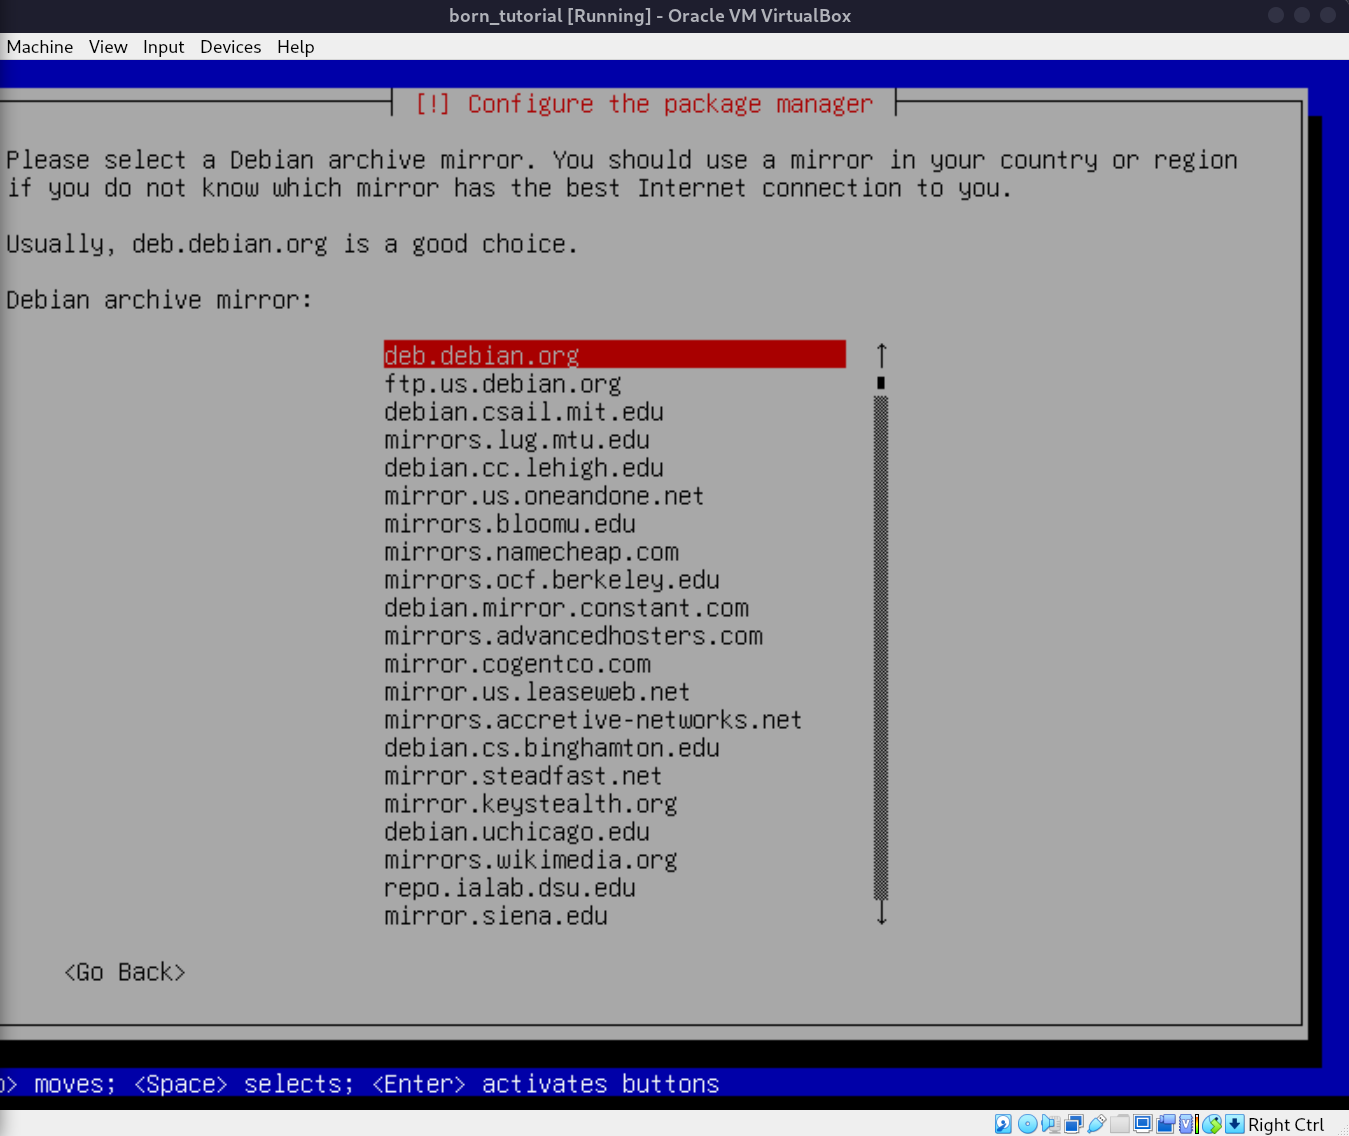 born_tutorial [Running] - Oracle VM VirtualBox
Machine View Input Devices Help
[!] Configure the package manager
Please select a Debian archive mirror. You should use a mirror in your country or region
if you do not know which mirror has the best Internet connection to you.
Usually, deb.debian.org is a good choice.
Debian archive mirror:
deb.debian.org
ftp.us.debian.org
debian.csail.mit.edu
mirrors.lug.mtu.edu
debian.cc.lehigh.edu
mirror.us.oneandone.net
mirrors.bloomu.edu
mirrors.namecheap.com
mirrors.ocf.berkeley.edu
debian.mirror.constant.com
mirrors.advancedhosters.com
mirror.cogentco.com
mirror.us.leaseweb.net
mirrors.accretive-networks.net
debian.cs.binghamton.edu
mirror.steadfast.net
mirror.keystealth.org
debian.uchicago.edu
mirrors.wikimedia.org
repo.ialab.dsu.edu
mirror.siena.edu
<Go Back>
> moves; <Space> selects; <Enter> activates buttons
Right Ctrl